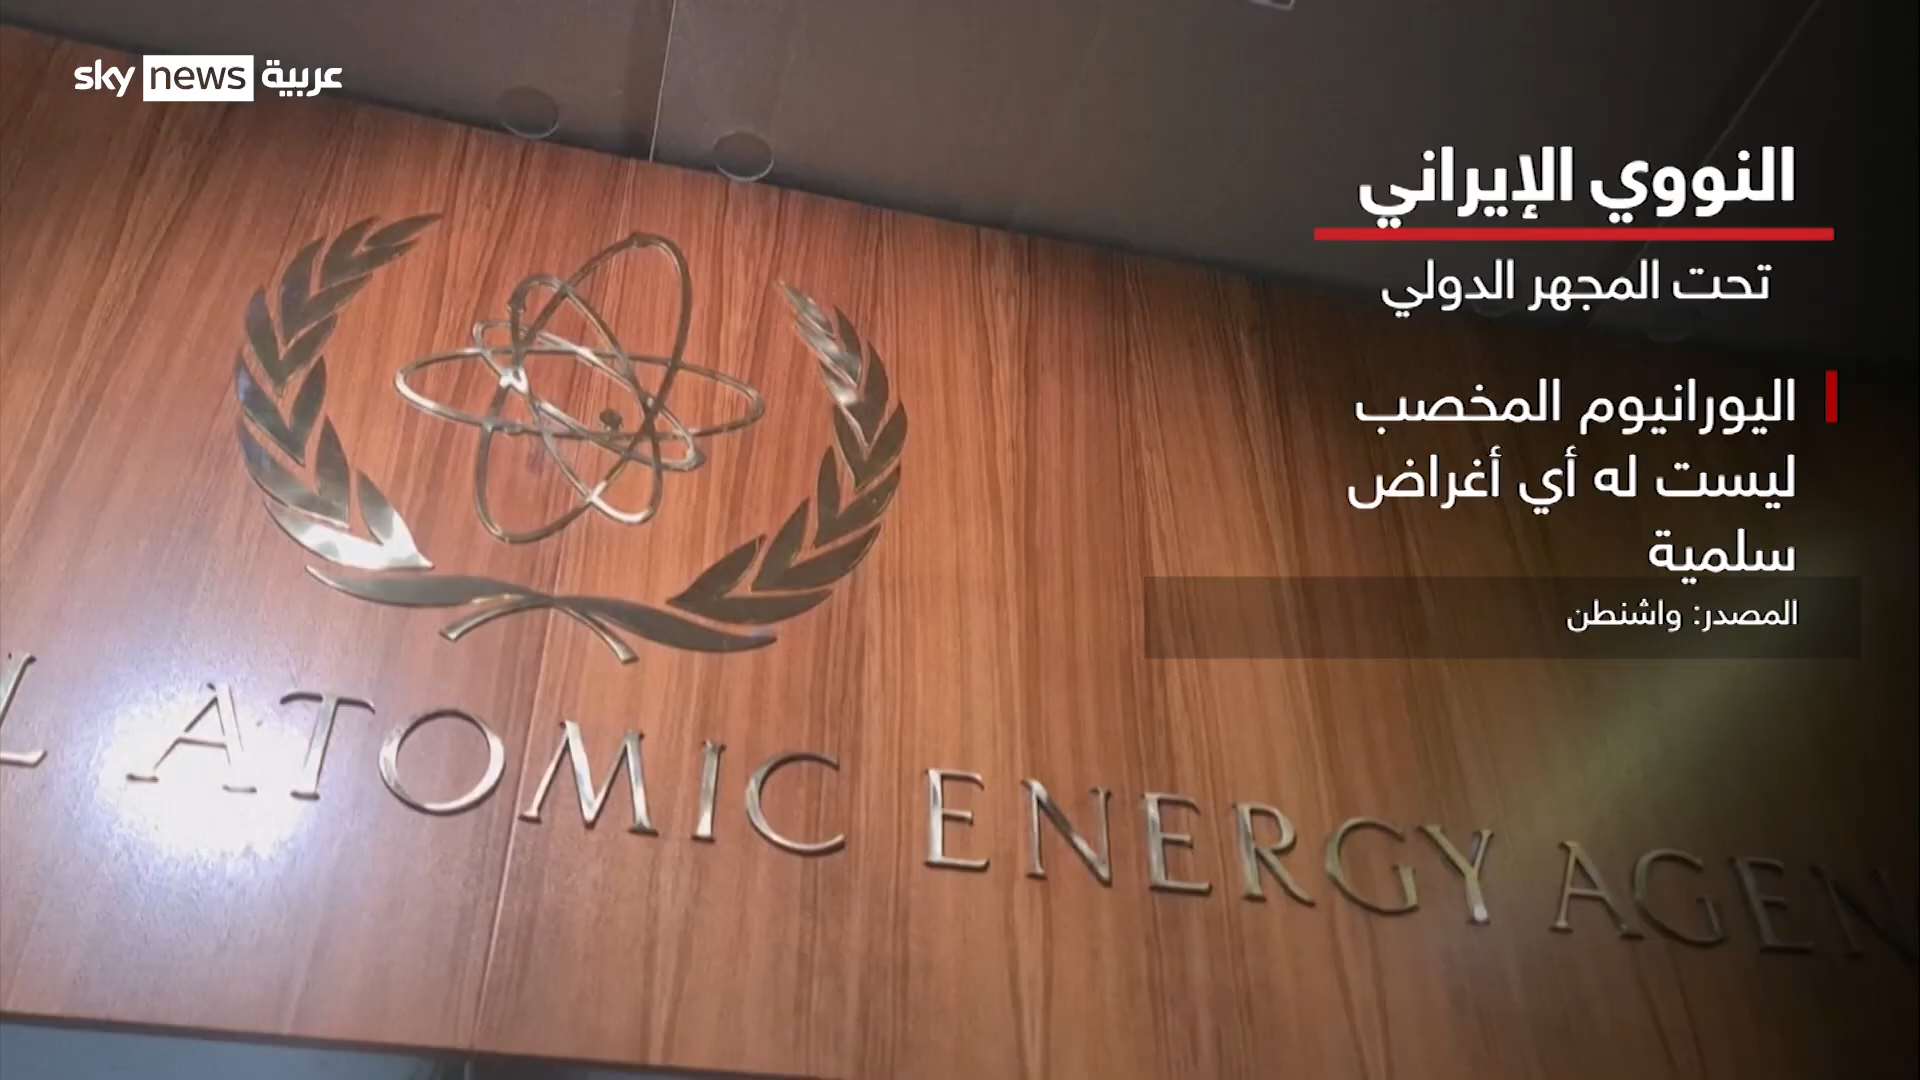 sky news عربية
النووي الإيراني
تحت المجهر الدولي
اليورانيوم المخصب
ليست له أي أغراض
سلمية
المصدر: واشنطن
L ATOMIC ENERGY AGEN